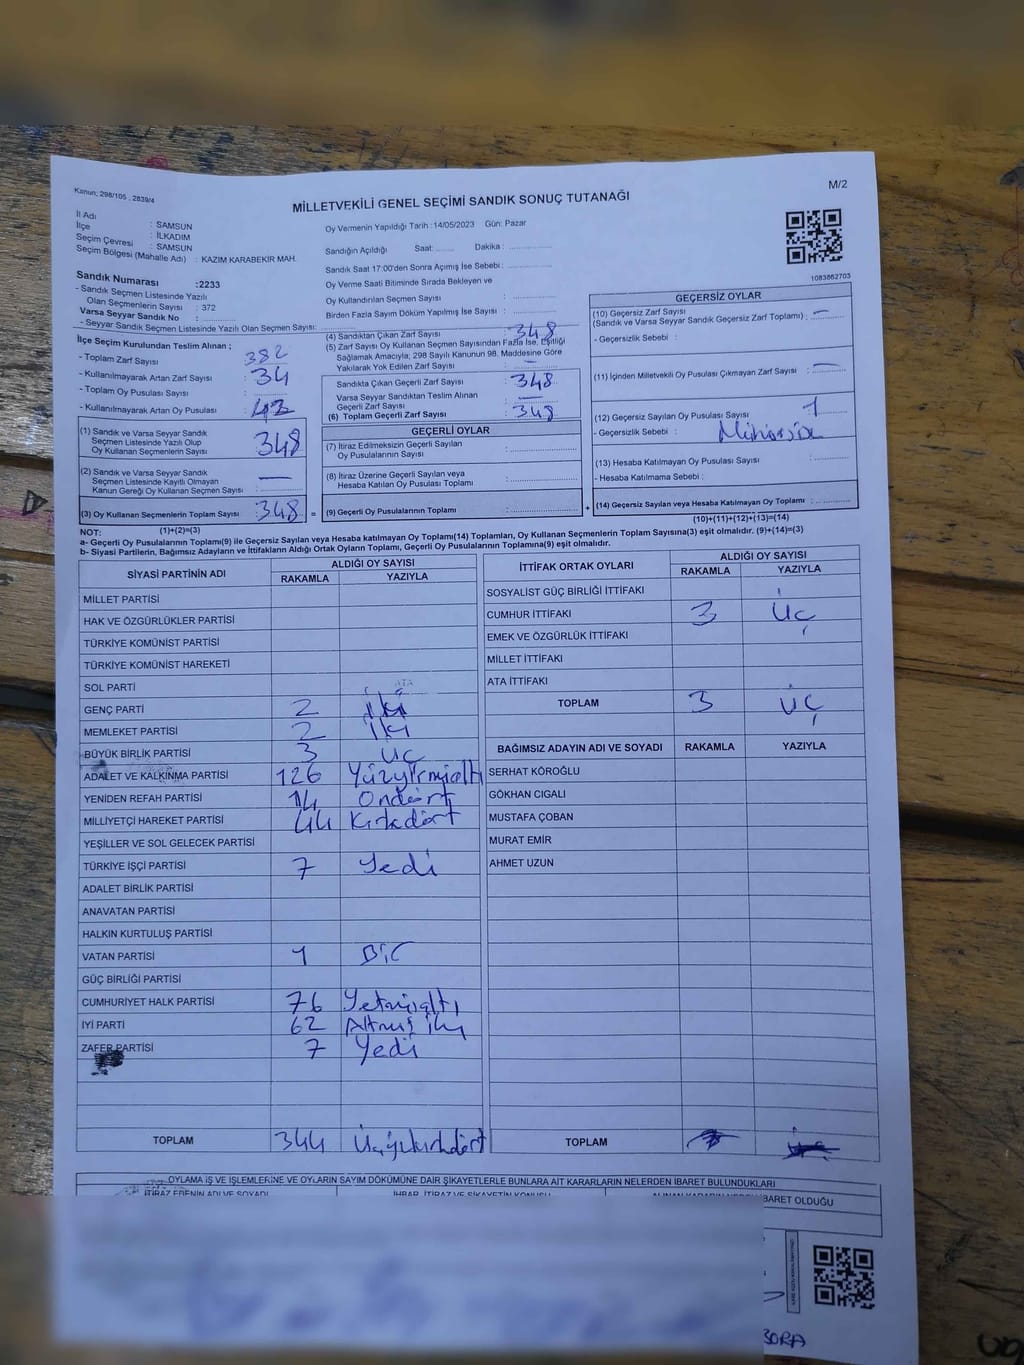 Kanun; 298/105 , 2839/4
M/2
MİLLETVEKİLİ GENEL SEÇİMİ SANDIK SONUÇ TUTANAĞI
İl Adı : SAMSUN
İlçe : İLKADIM
Seçim Çevresi : SAMSUN
Seçim Bölgesi (Mahalle Adı) : KAZIM KARABEKİR MAH.
Sandık Numarası :2233
- Sandık Seçmen Listesinde Yazılı
Olan Seçmenlerin Sayısı : 372
Varsa Seyyar Sandık No :
- Seyyar Sandık Seçmen Listesinde Yazılı Olan Seçmen Sayısı:
Oy Vermenin Yapıldığı Tarih :14/05/2023 Gün: Pazar
Sandığın Açıldığı Saat: Dakika :
Sandık Saat 17:00'den Sonra Açımış İse Sebebi :
Oy Verme Saati Bitiminde Sırada Bekleyen ve
Oy Kullandırılan Seçmen Sayısı :
Birden Fazla Sayım Döküm Yapılmış İse Sayısı :
1083862703
İlçe Seçim Kurulundan Teslim Alınan ;
- Toplam Zarf Sayısı : 382
- Kullanılmayarak Artan Zarf Sayısı : 34
- Toplam Oy Pusulası Sayısı :
- Kullanılmayarak Artan Oy Pusulası : 42
(1) Sandık ve Varsa Seyyar Sandık
Seçmen Listesinde Yazılı Olup
Oy Kullanan Seçmenlerin Sayısı : 348
(2) Sandık ve Varsa Seyyar Sandık
Seçmen Listesinde Kayıtlı Olmayan
Kanun Gereği Oy Kullanan Seçmen Sayısı : —
(3) Oy Kullanan Seçmenlerin Toplam Sayısı : 348 =
(1)+(2)=(3)
(4) Sandıktan Çıkan Zarf Sayısı : 348
(5) Zarf Sayısı Oy Kullanan Seçmen Sayısından Fazla İse, Eşitliği
Sağlamak Amacıyla; 298 Sayılı Kanunun 98. Maddesine Göre
Yakılarak Yok Edilen Zarf Sayısı : —
Sandıkta Çıkan Geçerli Zarf Sayısı : 348
Varsa Seyyar Sandıktan Teslim Alınan
Geçerli Zarf Sayısı : —
(6) Toplam Geçerli Zarf Sayısı : 348
GEÇERLİ OYLAR
(7) İtiraz Edilmeksizin Geçerli Sayılan
Oy Pusulasının Sayısı :
(8) İtiraz Üzerine Geçerli Sayılan veya
Hesaba Katılan Oy Pusulası Toplamı :
(9) Geçerli Oy Pusulalarının Toplamı : +
GEÇERSİZ OYLAR
(10) Geçersiz Zarf Sayısı
(Sandık ve Varsa Seyyar Sandık Geçersiz Zarf Toplamı) : —
- Geçersizlik Sebebi :
(11) İçinden Milletvekili Oy Pusulası Çıkmayan Zarf Sayısı : —
(12) Geçersiz Sayılan Oy Pusulası Sayısı : 1
- Geçersizlik Sebebi :
(13) Hesaba Katılmayan Oy Pusulası Sayısı :
- Hesaba Katılmama Sebebi :
(14) Geçersiz Sayılan veya Hesaba Katılmayan Oy Toplamı :
(10)+(11)+(12)+(13)=(14)
NOT:
a- Geçerli Oy Pusulalarının Toplamı(9) ile Geçersiz Sayılan veya Hesaba Katılmayan Oy Toplamı(14) Toplamları, Oy Kullanan Seçmenlerin Toplam Sayısına(3) eşit olmalıdır. (9)+(14)=(3)
b- Siyasi Partilerin, Bağımsız Adayların ve İttifakların Aldığı Ortak Oyların Toplamı, Geçerli Oy Pusulalarının Toplamına(9) eşit olmalıdır.
SİYASİ PARTİNİN ADI ALDIĞI OY SAYISI
RAKAMLA YAZIYLA
MİLLET PARTİSİ
HAK VE ÖZGÜRLÜKLER PARTİSİ
TÜRKİYE KOMÜNİST PARTİSİ
TÜRKİYE KOMÜNİST HAREKETİ
SOL PARTİ
GENÇ PARTİ 2 iki
MEMLEKET PARTİSİ 2 iki
BÜYÜK BİRLİK PARTİSİ 3 Üç
ADALET VE KALKINMA PARTİSİ 126 Yüzyirmialtı
YENİDEN REFAH PARTİSİ 14 Ondört
MİLLİYETÇİ HAREKET PARTİSİ 44 Kırkdört
YEŞİLLER VE SOL GELECEK PARTİSİ
TÜRKİYE İŞÇİ PARTİSİ 7 Yedi
ADALET BİRLİK PARTİSİ
ANAVATAN PARTİSİ
HALKIN KURTULUŞ PARTİSİ
VATAN PARTİSİ 1 Bir
GÜÇ BİRLİĞİ PARTİSİ
CUMHURİYET HALK PARTİSİ 76 Yetmişaltı
İYİ PARTİ 62 Altmış iki
ZAFER PARTİSİ 7 Yedi
TOPLAM 344 Üçyüzkırkdört
İTTİFAK ORTAK OYLARI ALDIĞI OY SAYISI
RAKAMLA YAZIYLA
SOSYALİST GÜÇ BİRLİĞİ İTTİFAKI
CUMHUR İTTİFAKI 3 Üç
EMEK VE ÖZGÜRLÜK İTTİFAKI
MİLLET İTTİFAKI
ATA İTTİFAKI
TOPLAM 3 Üç
BAĞIMSIZ ADAYIN ADI VE SOYADI RAKAMLA YAZIYLA
SERHAT KÖROĞLU
GÖKHAN CIGALI
MUSTAFA ÇOBAN
MURAT EMİR
AHMET UZUN
TOPLAM
OYLAMA İŞ VE İŞLEMLERİNE VE OYLARIN SAYIM DÖKÜMÜNE DAİR ŞİKAYETLERLE BUNLARA AİT KARARLARIN NELERDEN İBARET BULUNDUKLARI
İTİRAZ EDENİN ADI VE SOYADI İHBAR, İTİRAZ VE ŞİKAYETİN KONUSU
BARET OLDUĞU
BORA